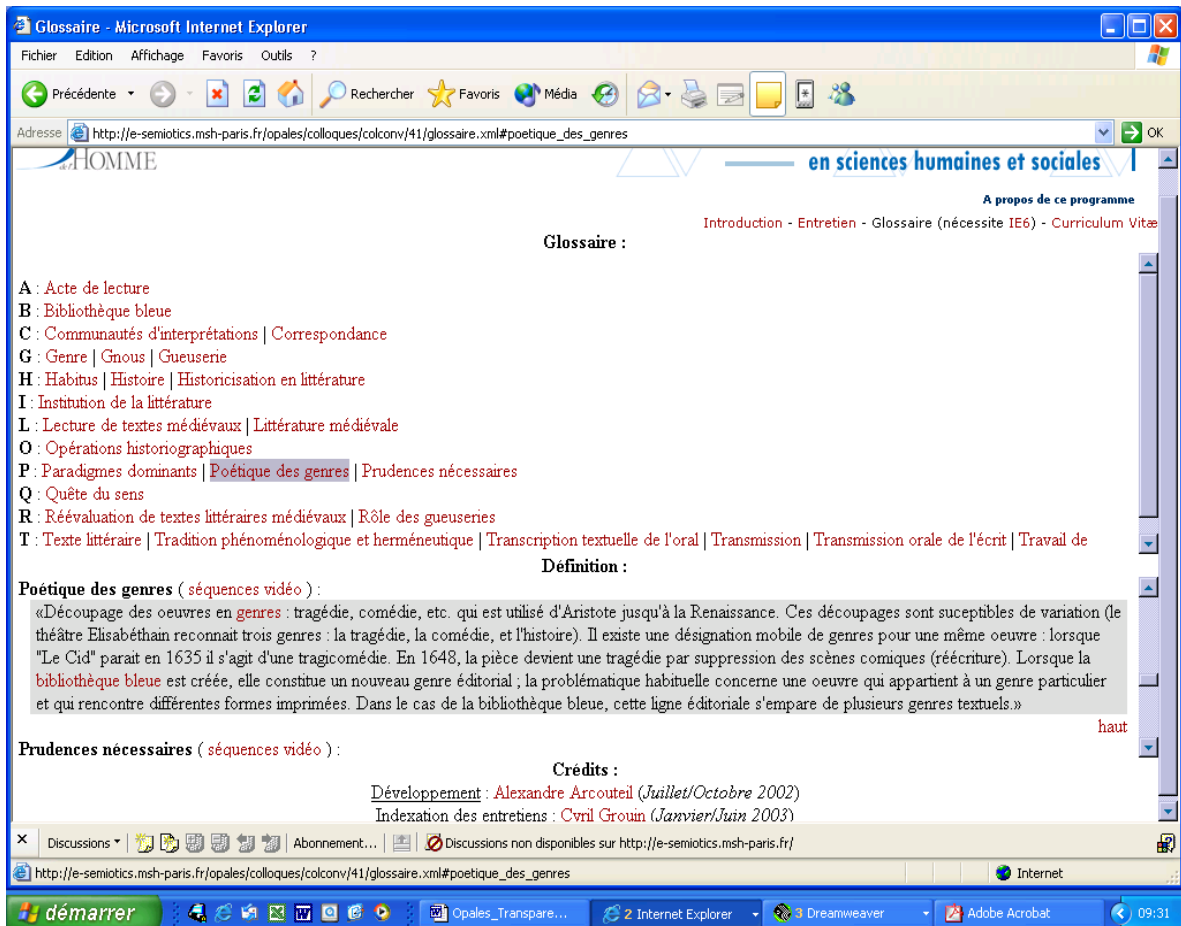 Glossaire - Microsoft Internet Explorer
Fichier Edition Affichage Favoris Outils ?
Précédente Rechercher Favoris Média
Adresse http://e-semiotics.msh-paris.fr/opales/colloques/colconv/41/glossaire.xml#poetique_des_genres OK
de l'HOMME en sciences humaines et sociales
A propos de ce programme
Introduction - Entretien - Glossaire (nécessite IE6) - Curriculum Vitæ
Glossaire :
A : Acte de lecture
B : Bibliothèque bleue
C : Communautés d'interprétations | Correspondance
G : Genre | Gnous | Gueuserie
H : Habitus | Histoire | Historicisation en littérature
I : Institution de la littérature
L : Lecture de textes médiévaux | Littérature médiévale
O : Opérations historiographiques
P : Paradigmes dominants | Poétique des genres | Prudences nécessaires
Q : Quête du sens
R : Réévaluation de textes littéraires médiévaux | Rôle des gueuseries
T : Texte littéraire | Tradition phénoménologique et herméneutique | Transcription textuelle de l'oral | Transmission | Transmission orale de l'écrit | Travail de
Définition :
Poétique des genres ( séquences vidéo ) :
«Découpage des oeuvres en genres : tragédie, comédie, etc. qui est utilisé d'Aristote jusqu'à la Renaissance. Ces découpages sont suceptibles de variation (le
théâtre Elisabéthain reconnait trois genres : la tragédie, la comédie, et l'histoire). Il existe une désignation mobile de genres pour une même oeuvre : lorsque
"Le Cid" parait en 1635 il s'agit d'une tragicomédie. En 1648, la pièce devient une tragédie par suppression des scènes comiques (réécriture). Lorsque la
bibliothèque bleue est créée, elle constitue un nouveau genre éditorial ; la problématique habituelle concerne une oeuvre qui appartient à un genre particulier
et qui rencontre différentes formes imprimées. Dans le cas de la bibliothèque bleue, cette ligne éditoriale s'empare de plusieurs genres textuels.»
haut
Prudences nécessaires ( séquences vidéo ) :
Crédits :
Développement : Alexandre Arcouteil (Juillet/Octobre 2002)
Indexation des entretiens : Cyril Grouin (Janvier/Juin 2003)
Discussions Abonnement... Discussions non disponibles sur http://e-semiotics.msh-paris.fr/
http://e-semiotics.msh-paris.fr/opales/colloques/colconv/41/glossaire.xml#poetique_des_genres Internet
démarrer Opales_Transpare... 2 Internet Explorer 3 Dreamweaver Adobe Acrobat 09:31